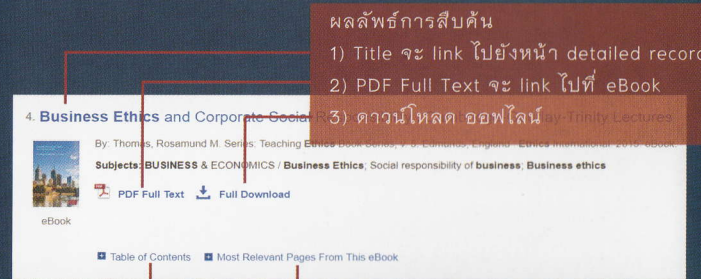 ผลลัพธ์การสืบค้น
1) Title จะ link ไปยังหน้า detailed record
2) PDF Full Text จะ link ไปที่ eBook
3) ดาวน์โหลด ออฟไลน์
4. Business Ethics and Corporate Social ay-Trinity Lectures
By: Thomas, Rosamund M. Series: Teaching Ethics Book Series, England : Ethics International. 2015. eBook.
Subjects: BUSINESS & ECONOMICS / Business Ethics; Social responsibility of business; Business ethics
PDF Full Text Full Download
eBook
Table of Contents Most Relevant Pages From This eBook